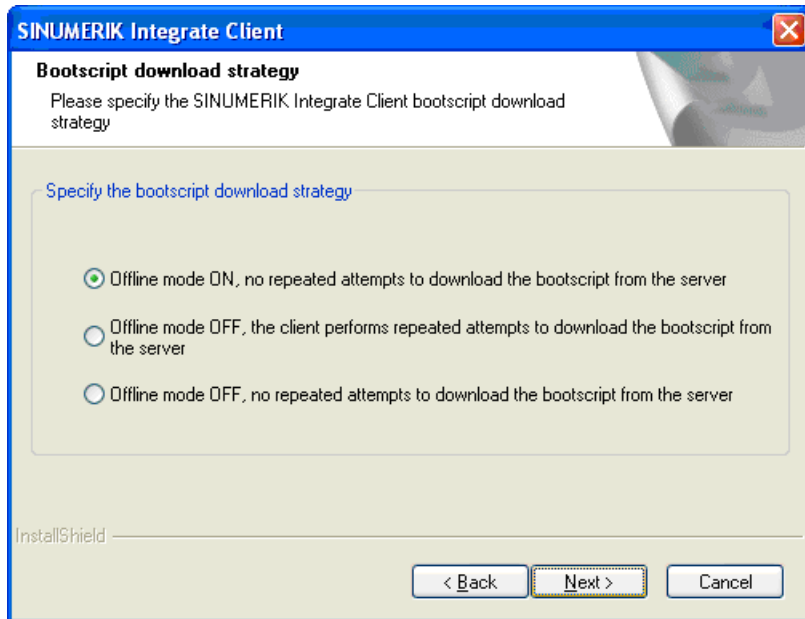 SINUMERIK Integrate Client
Bootscript download strategy
Please specify the SINUMERIK Integrate Client bootscript download
strategy
Specify the bootscript download strategy
Offline mode ON, no repeated attempts to download the bootscript from the server
Offline mode OFF, the client performs repeated attempts to download the bootscript from
the server
Offline mode OFF, no repeated attempts to download the bootscript from the server
InstallShield
< Back
Next >
Cancel